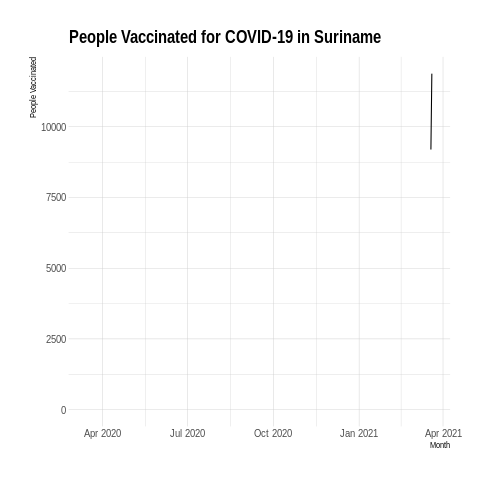 People Vaccinated for COVID-19 in Suriname
People Vaccinated
10000
7500
5000
2500
0
Apr 2020 Jul 2020 Oct 2020 Jan 2021 Apr 2021
Month